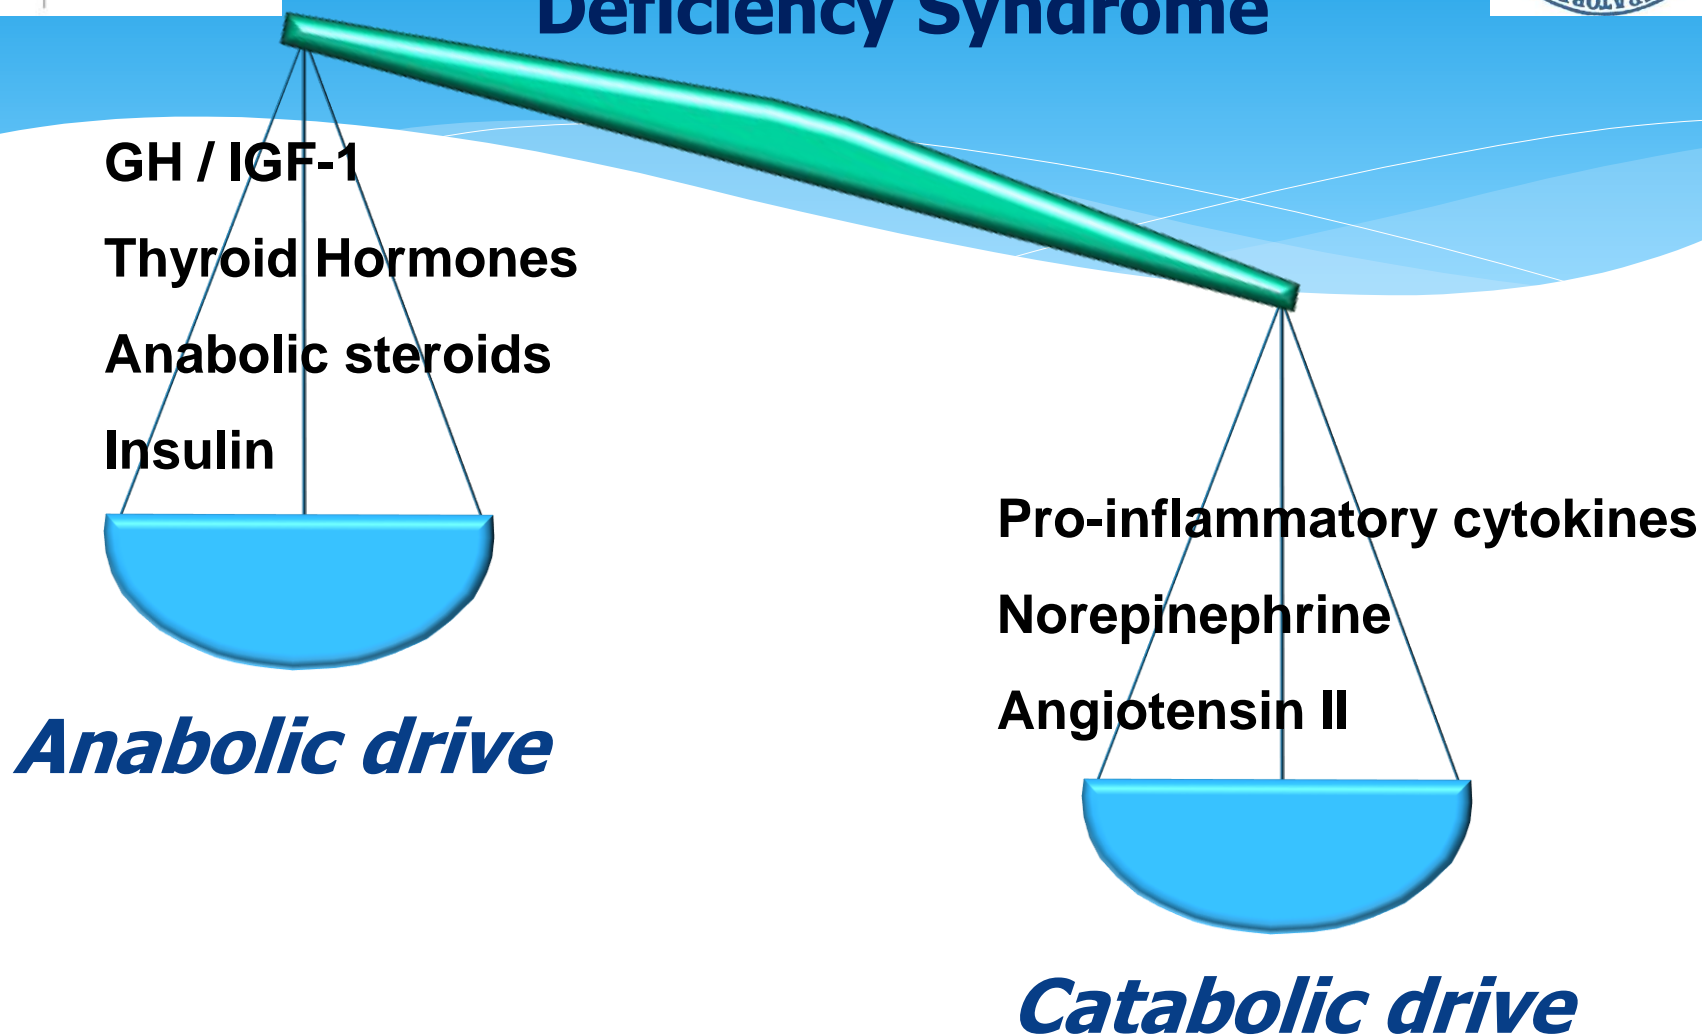 Deficiency Syndrome
GH / IGF-1
Thyroid Hormones
Anabolic steroids
Insulin
Pro-inflammatory cytokines
Norepinephrine
Angiotensin II
Anabolic drive
Catabolic drive